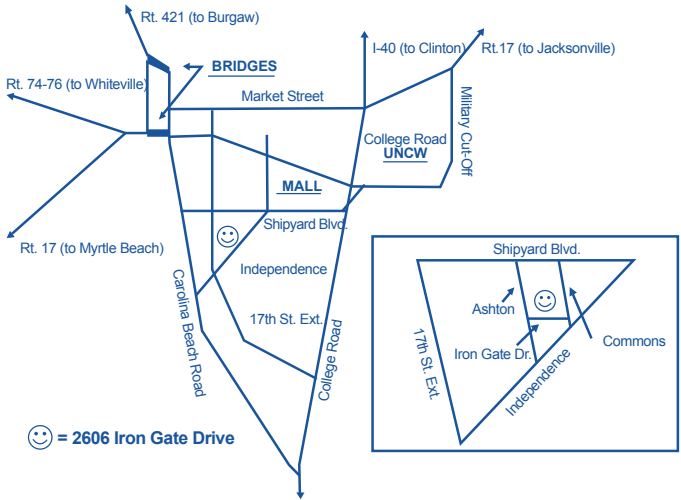 Rt. 421 (to Burgaw)
I-40 (to Clinton)
Rt.17 (to Jacksonville)
BRIDGES
Rt. 74-76 (to Whiteville)
Market Street
Military Cut-Off
College Road
UNCW
MALL
Shipyard Blvd.
Rt. 17 (to Myrtle Beach)
Independence
Carolina Beach Road
17th St. Ext.
College Road
= 2606 Iron Gate Drive
Shipyard Blvd.
Ashton
17th St. Ext.
Iron Gate Dr.
Commons
Independence